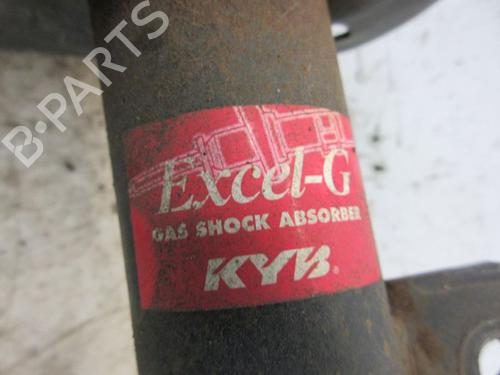 B-PARTS
Excel-G
GAS SHOCK ABSORBER
KYB®